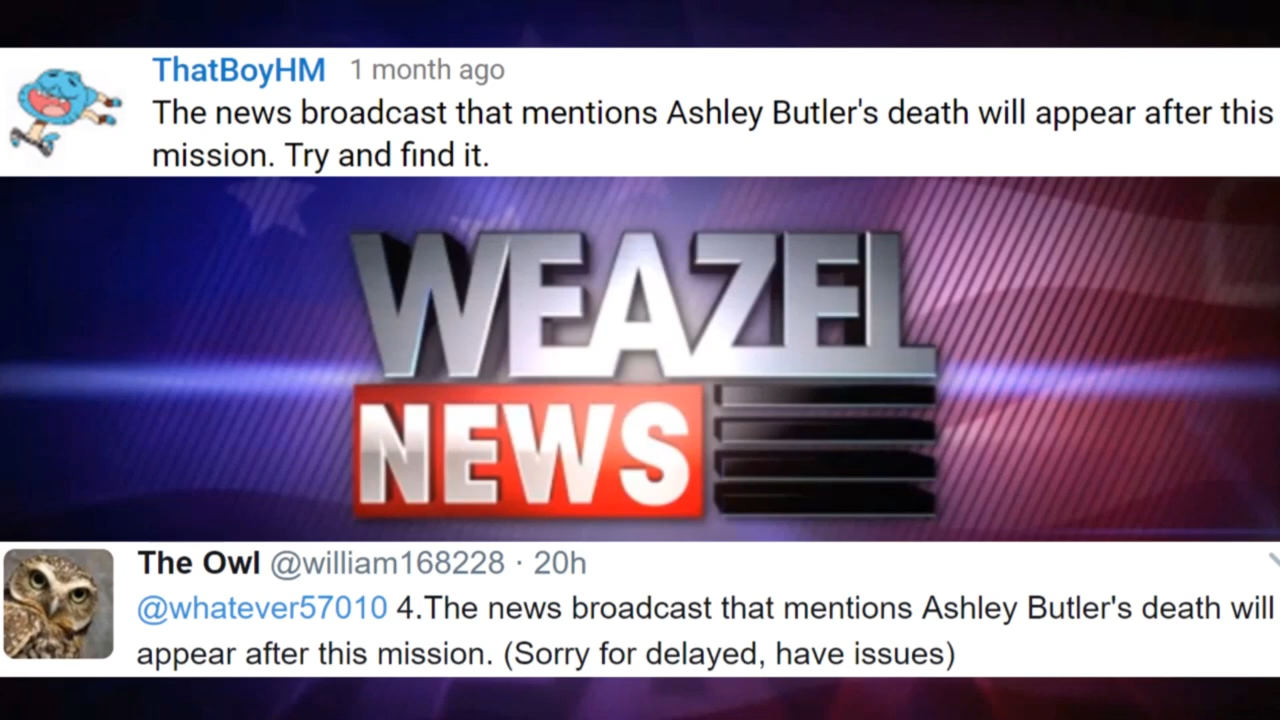 ThatBoyHM 1 month ago
The news broadcast that mentions Ashley Butler's death will appear after this
mission. Try and find it.
WEAZEL
NEWS
The Owl @william168228 · 20h
@whatever57010 4.The news broadcast that mentions Ashley Butler's death will
appear after this mission. (Sorry for delayed, have issues)